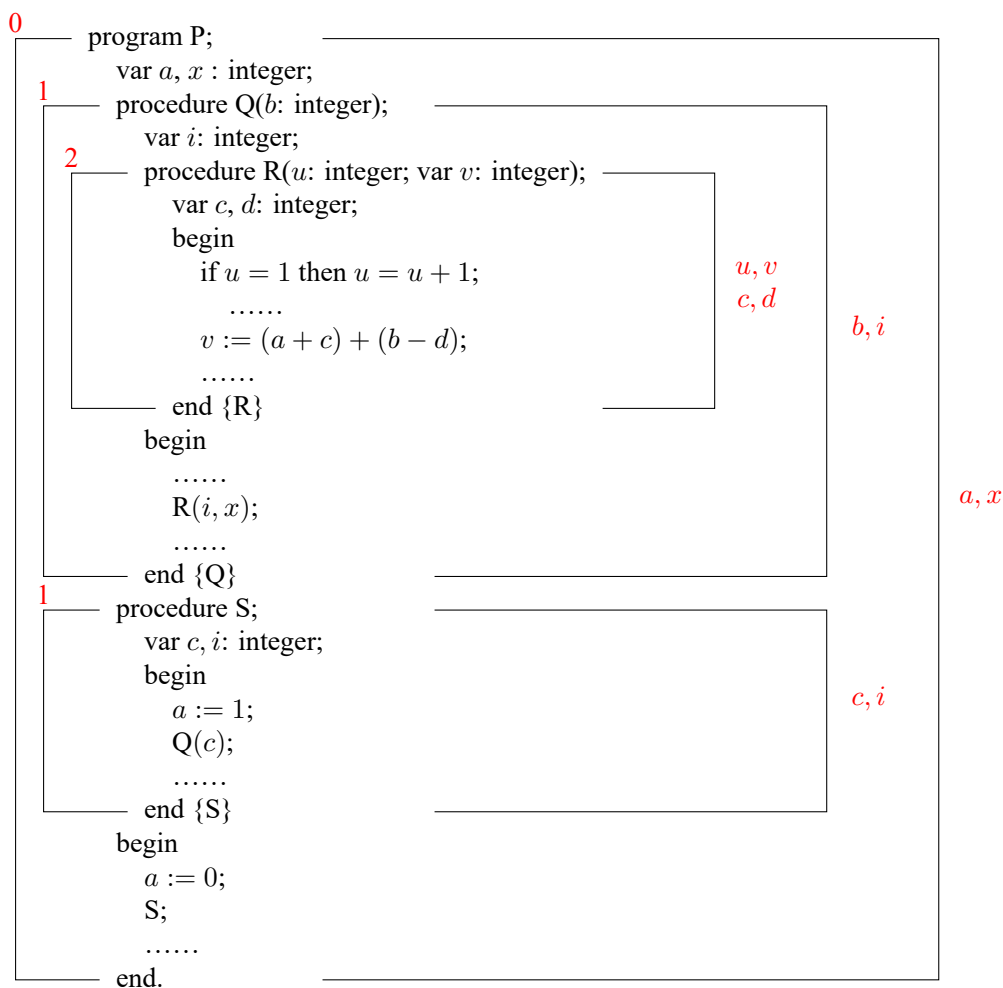 0
program P;
var a, x : integer;
1
procedure Q(b: integer);
var i: integer;
2
procedure R(u: integer; var v: integer);
var c, d: integer;
begin
if u = 1 then u = u + 1;
u, v
......
c, d
v := (a + c) + (b − d);
b, i
......
end {R}
begin
......
a, x
R(i, x);
......
end {Q}
1
procedure S;
var c, i: integer;
begin
a := 1;
c, i
Q(c);
......
end {S}
begin
a := 0;
S;
......
end.